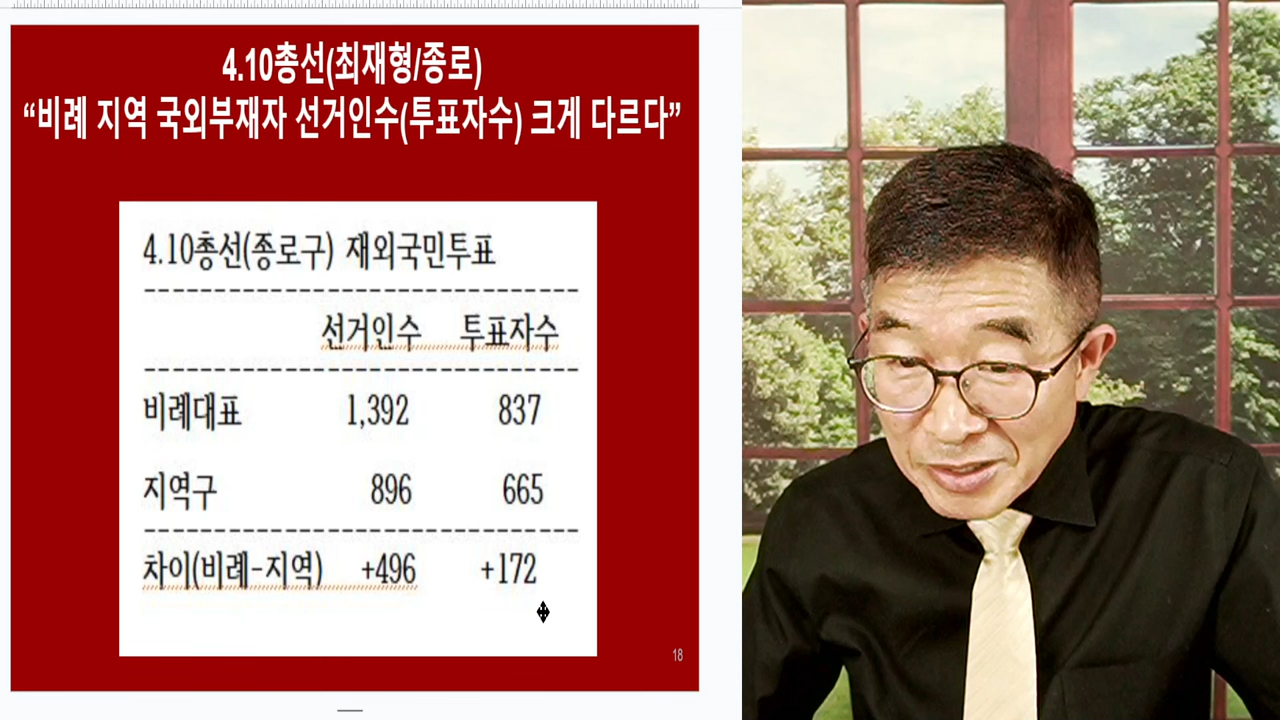 4.10총선(최재형/종로)
“비례 지역 국외부재자 선거인수(투표자수) 크게 다르다”
4.10총선(종로구) 재외국민투표
선거인수 투표자수
비례대표 1,392 837
지역구 896 665
차이(비례-지역) +496 +172
18